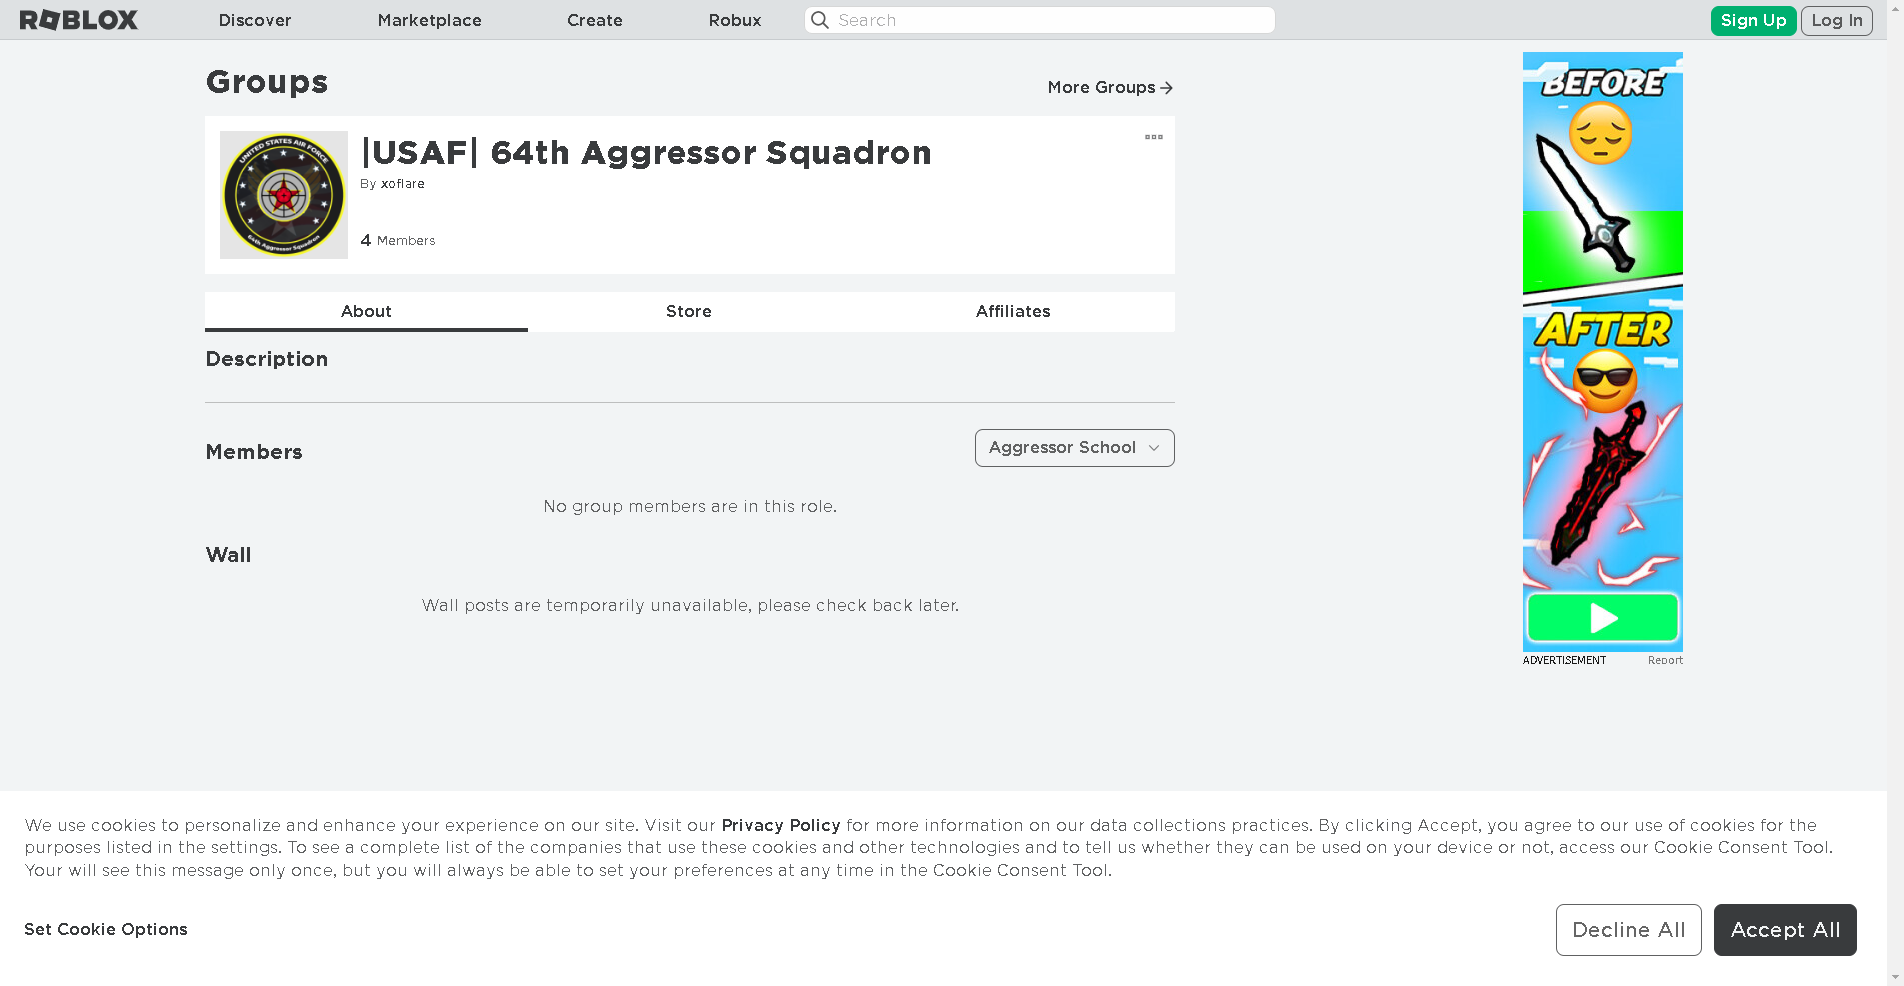 ROBLOX
Discover
Marketplace
Create
Robux
Search
Sign Up
Log In
Groups
More Groups
UNITED STATES AIR FORCE
64th Aggressor Squadron
|USAF| 64th Aggressor Squadron
By xoflare
4 Members
About
Store
Affiliates
Description
Members
Aggressor School
No group members are in this role.
Wall
Wall posts are temporarily unavailable, please check back later.
BEFORE
AFTER
ADVERTISEMENT
Report
We use cookies to personalize and enhance your experience on our site. Visit our Privacy Policy for more information on our data collections practices. By clicking Accept, you agree to our use of cookies for the
purposes listed in the settings. To see a complete list of the companies that use these cookies and other technologies and to tell us whether they can be used on your device or not, access our Cookie Consent Tool.
Your will see this message only once, but you will always be able to set your preferences at any time in the Cookie Consent Tool.
Set Cookie Options
Decline All
Accept All